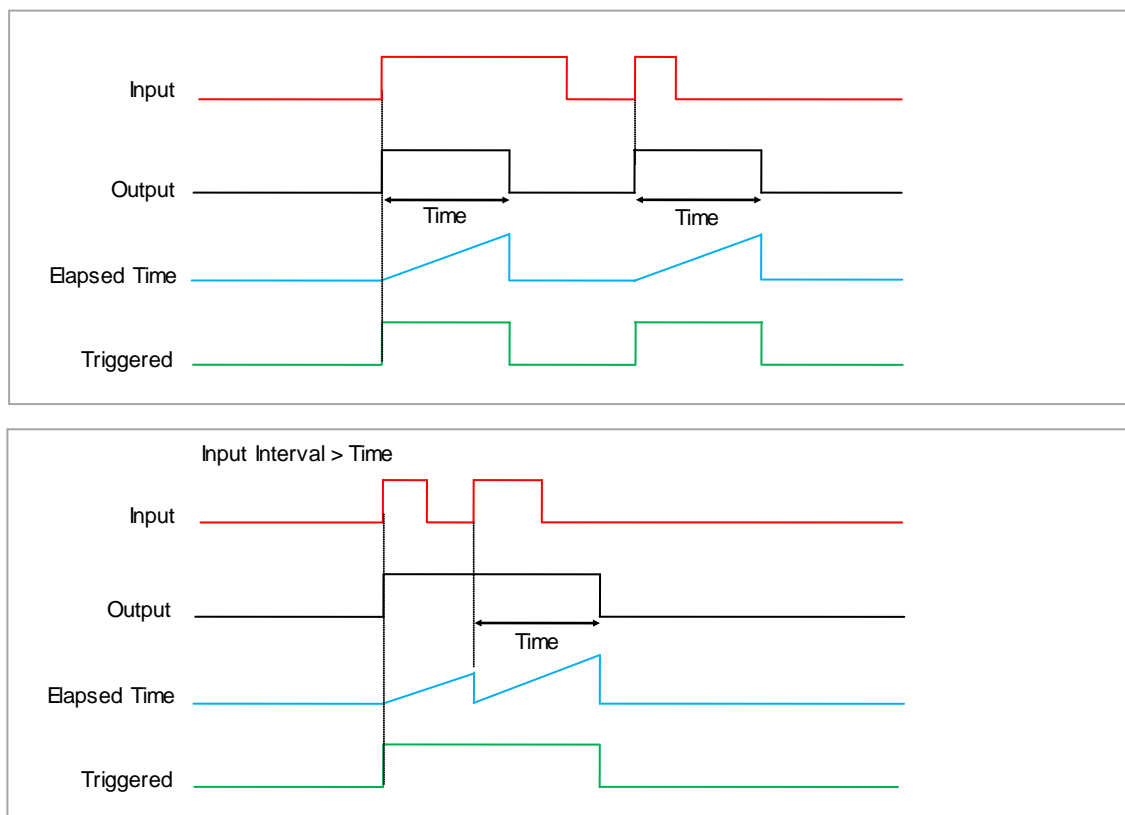 Input
Output
Time
Time
Elapsed Time
Triggered
Input Interval > Time
Input
Output
Time
Elapsed Time
Triggered